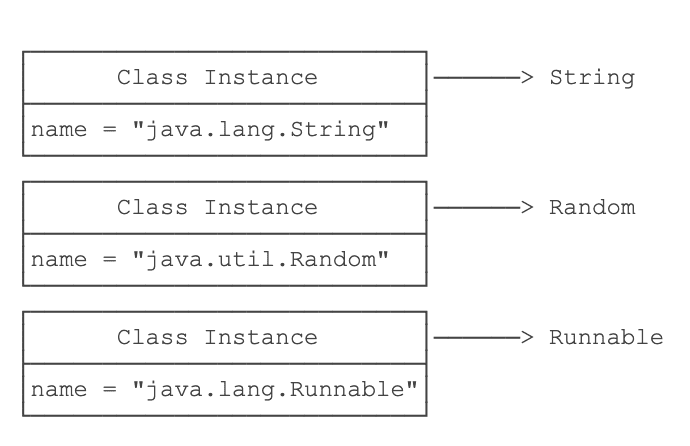 Class Instance ———> String
name = "java.lang.String"
Class Instance ———> Random
name = "java.util.Random"
Class Instance ———> Runnable
name = "java.lang.Runnable"